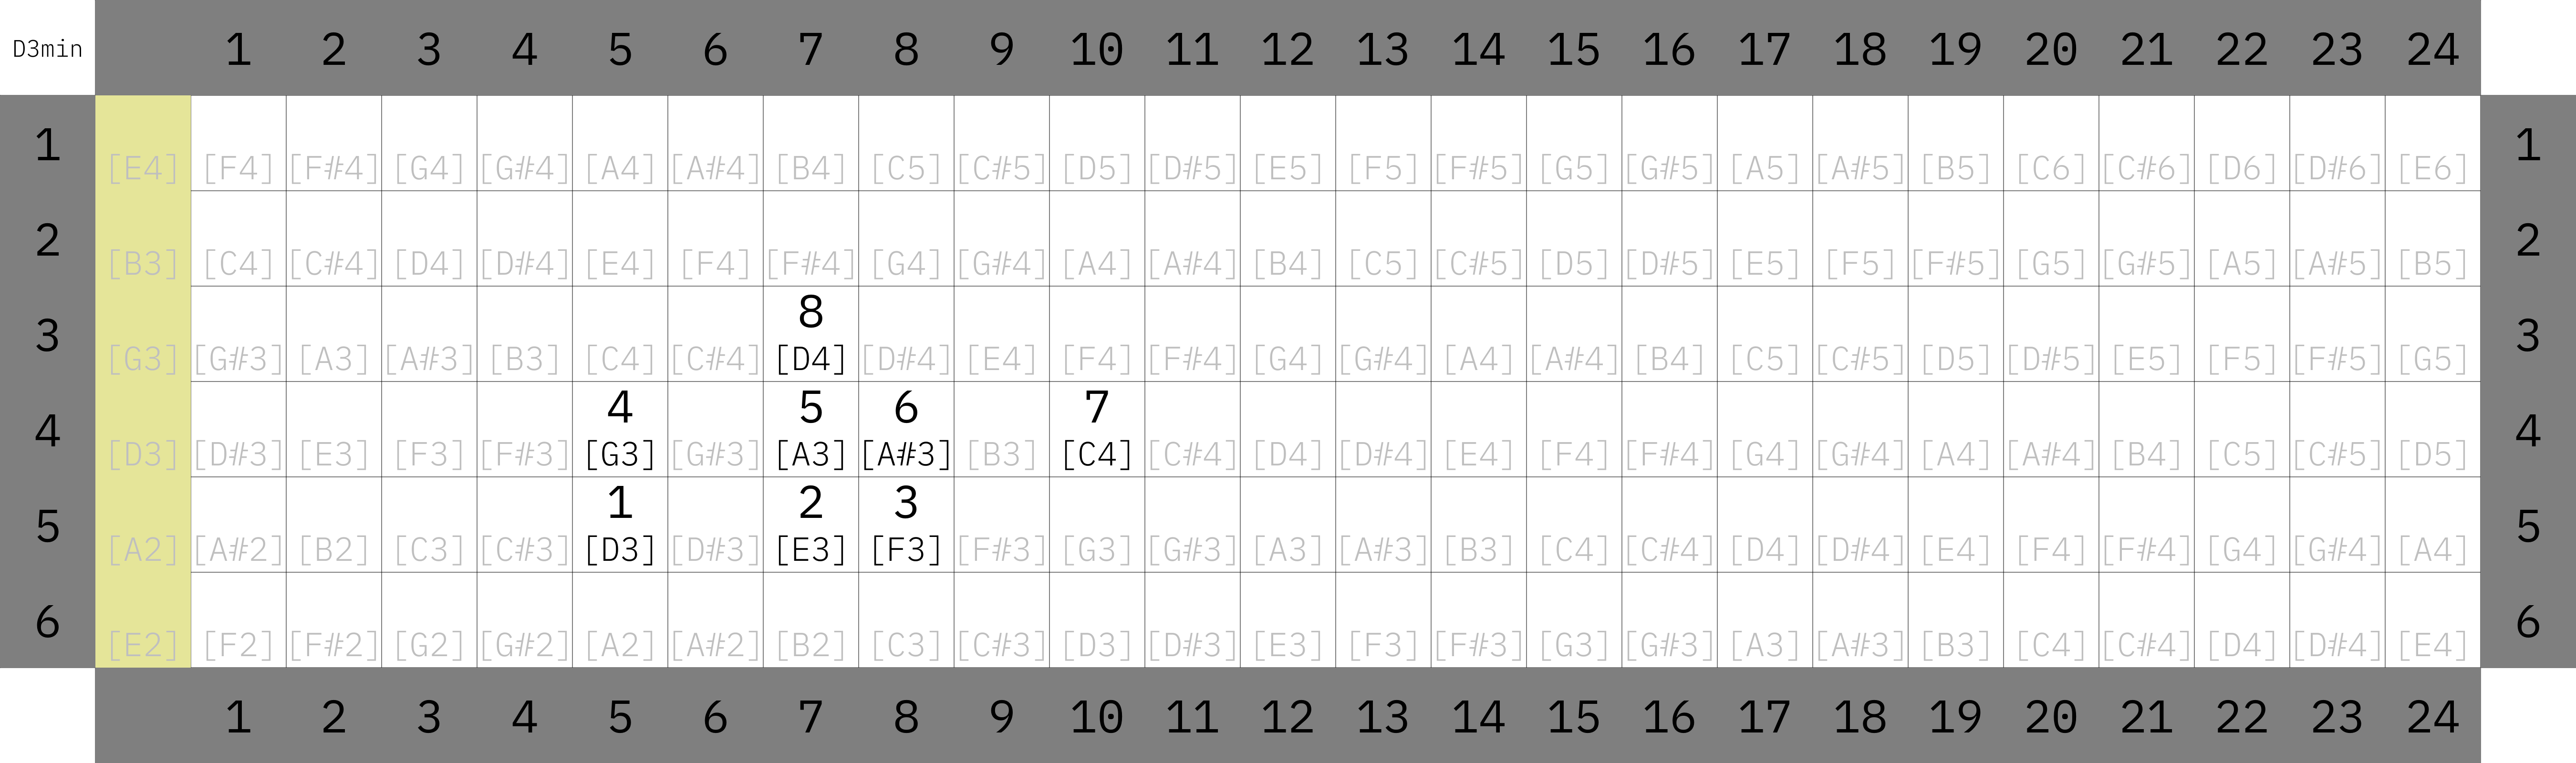 D3min 1 2 3 4 5 6 7 8 9 10 11 12 13 14 15 16 17 18 19 20 21 22 23 24
1 [E4] [F4] [F#4] [G4] [G#4] [A4] [A#4] [B4] [C5] [C#5] [D5] [D#5] [E5] [F5] [F#5] [G5] [G#5] [A5] [A#5] [B5] [C6] [C#6] [D6] [D#6] [E6] 1
2 [B3] [C4] [C#4] [D4] [D#4] [E4] [F4] [F#4] [G4] [G#4] [A4] [A#4] [B4] [C5] [C#5] [D5] [D#5] [E5] [F5] [F#5] [G5] [G#5] [A5] [A#5] [B5] 2
8
3 [G3] [G#3] [A3] [A#3] [B3] [C4] [C#4] [D4] [D#4] [E4] [F4] [F#4] [G4] [G#4] [A4] [A#4] [B4] [C5] [C#5] [D5] [D#5] [E5] [F5] [F#5] [G5] 3
4 5 6 7
4 [D3] [D#3] [E3] [F3] [F#3] [G3] [G#3] [A3] [A#3] [B3] [C4] [C#4] [D4] [D#4] [E4] [F4] [F#4] [G4] [G#4] [A4] [A#4] [B4] [C5] [C#5] [D5] 4
1 2 3
5 [A2] [A#2] [B2] [C3] [C#3] [D3] [D#3] [E3] [F3] [F#3] [G3] [G#3] [A3] [A#3] [B3] [C4] [C#4] [D4] [D#4] [E4] [F4] [F#4] [G4] [G#4] [A4] 5
6 [E2] [F2] [F#2] [G2] [G#2] [A2] [A#2] [B2] [C3] [C#3] [D3] [D#3] [E3] [F3] [F#3] [G3] [G#3] [A3] [A#3] [B3] [C4] [C#4] [D4] [D#4] [E4] 6
1 2 3 4 5 6 7 8 9 10 11 12 13 14 15 16 17 18 19 20 21 22 23 24